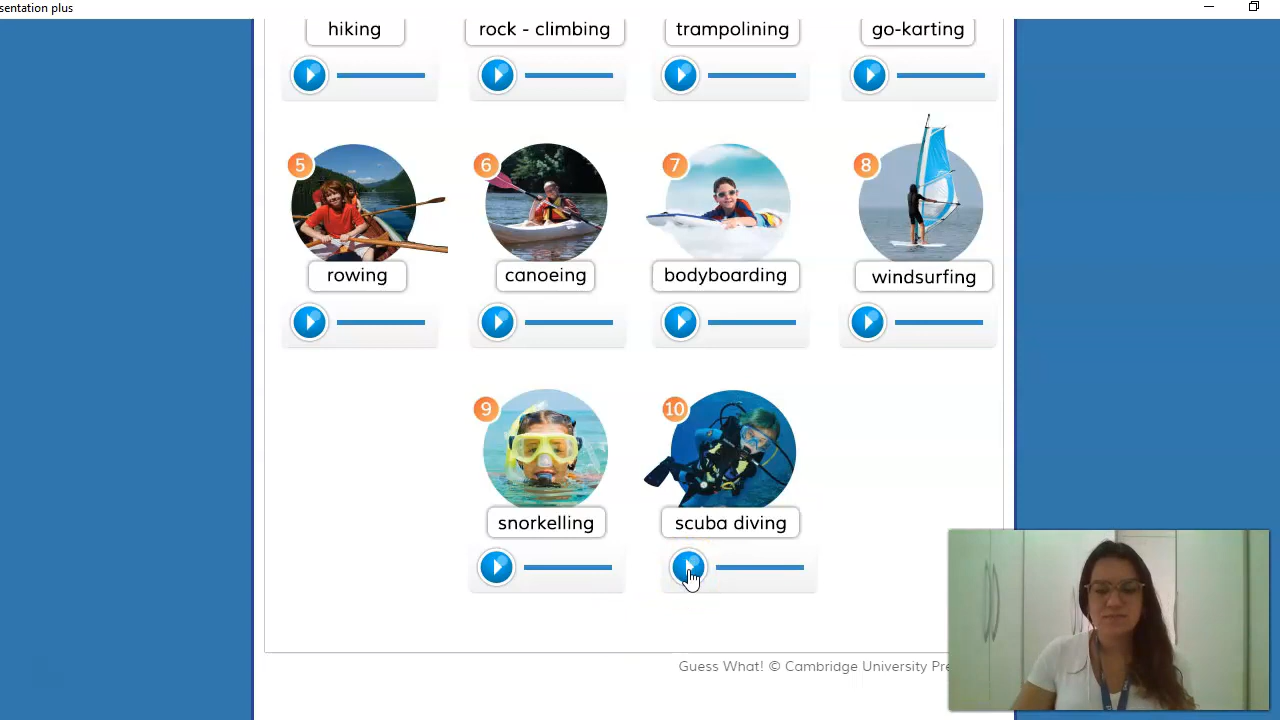 sentation plus
hiking
rock - climbing
trampolining
go-karting
5
6
7
8
rowing
canoeing
bodyboarding
windsurfing
9
10
snorkelling
scuba diving
Guess What! © Cambridge University Pre